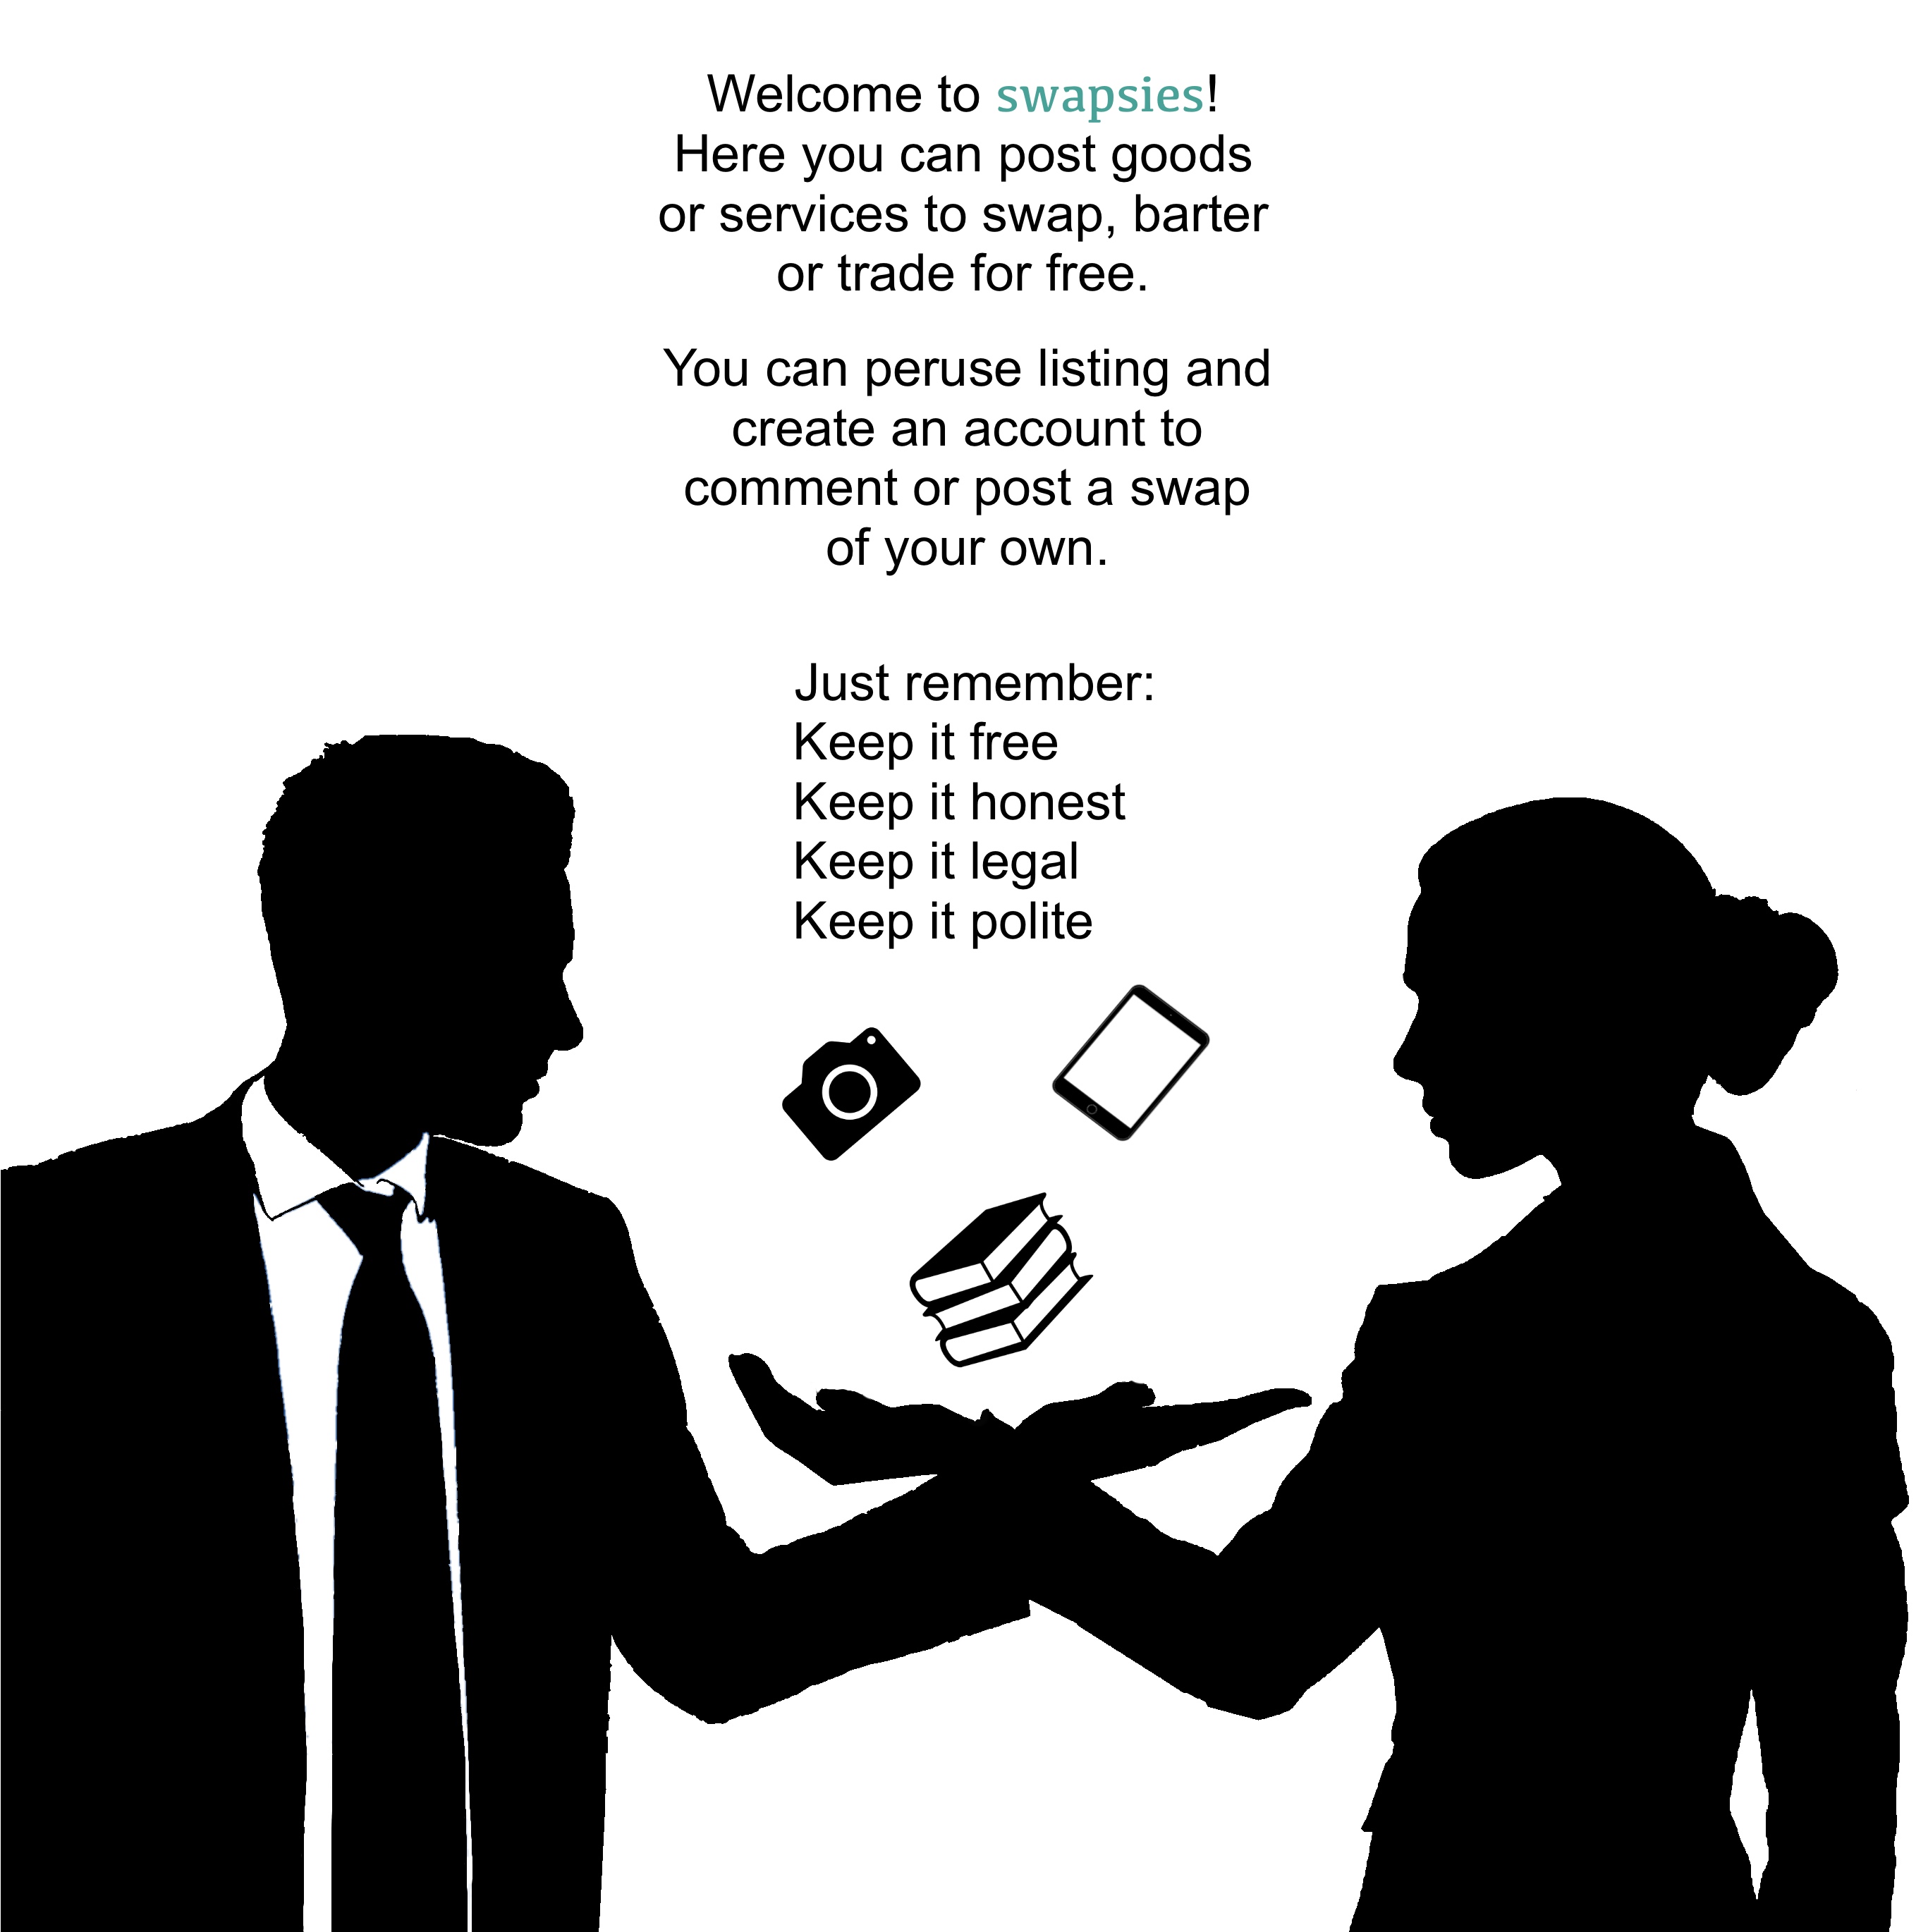 Welcome to swapsies!
Here you can post goods
or services to swap, barter
or trade for free.
You can peruse listing and
create an account to
comment or post a swap
of your own.
Just remember:
Keep it free
Keep it honest
Keep it legal
Keep it polite